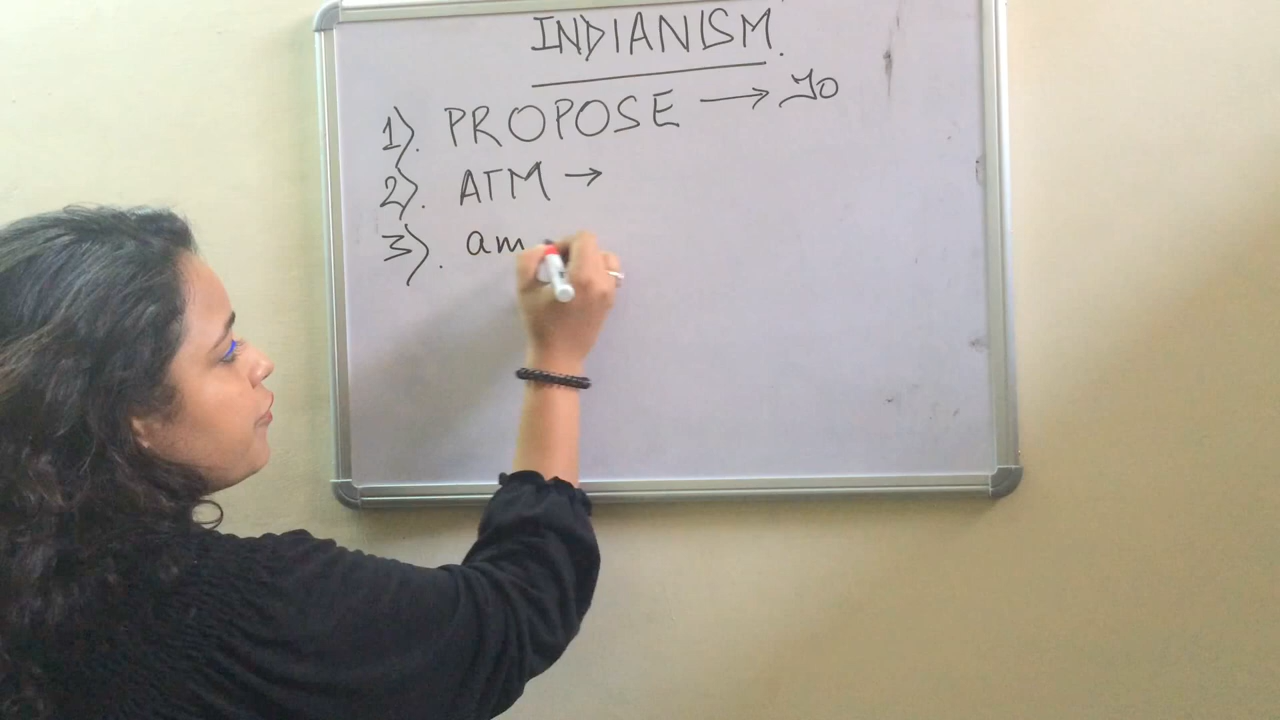 INDIANISM.
1). PROPOSE → To
2). ATM →
3). am